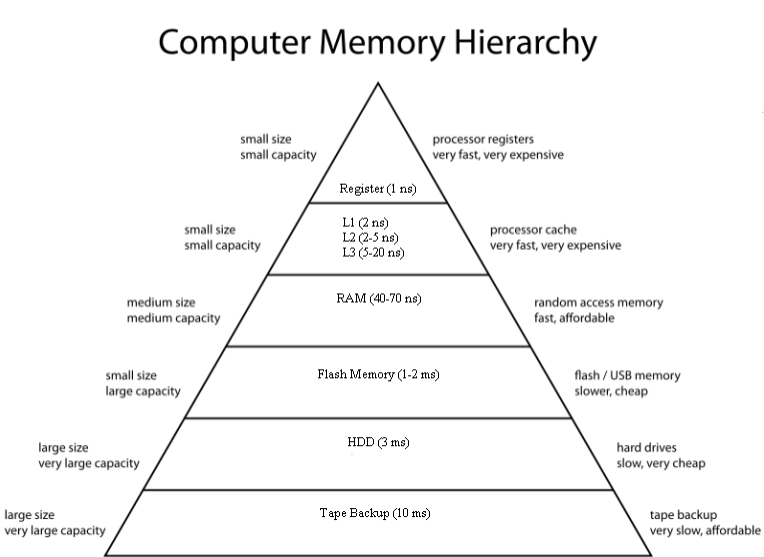 Computer Memory Hierarchy
small size
small capacity
processor registers
very fast, very expensive
Register (1 ns)
small size
small capacity
L1 (2 ns)
L2 (2-5 ns)
L3 (5-20 ns)
processor cache
very fast, very expensive
medium size
medium capacity
RAM (40-70 ns)
random access memory
fast, affordable
small size
large capacity
Flash Memory (1-2 ms)
flash / USB memory
slower, cheap
large size
very large capacity
HDD (3 ms)
hard drives
slow, very cheap
large size
very large capacity
Tape Backup (10 ms)
tape backup
very slow, affordable